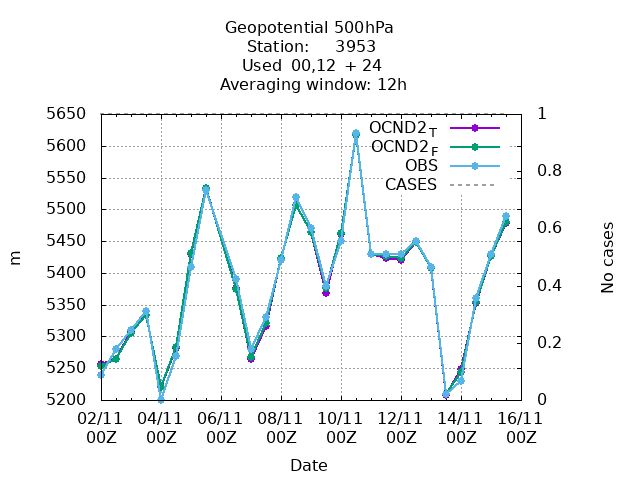 Geopotential 500hPa
Station: 3953
Used 00,12 + 24
Averaging window: 12h
5650 1
OCND2T
5600
OCND2F
5550 0.8
OBS
CASES
5500
0.6
5450
m
5400
No cases
0.4
5350
5300
0.2
5250
5200 0
02/11 04/11 06/11 08/11 10/11 12/11 14/11 16/11
00Z 00Z 00Z 00Z 00Z 00Z 00Z 00Z
Date